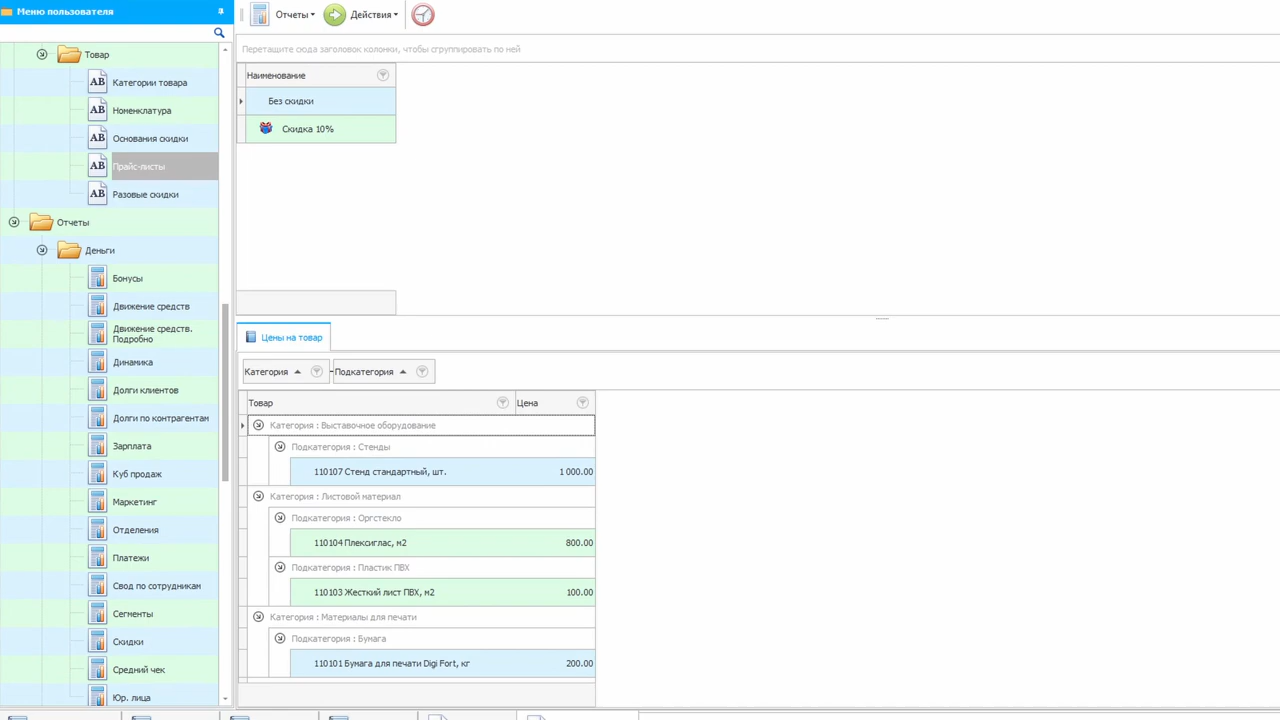 Меню пользователя
Товар
AB Категории товара
AB Номенклатура
AB Основания скидки
AB Прайс-листы
AB Разовые скидки
Отчеты
Деньги
Бонусы
Движение средств
Движение средств.
Подробно
Динамика
Долги клиентов
Долги по контрагентам
Зарплата
Куб продаж
Маркетинг
Отделения
Платежи
Свод по сотрудникам
Сегменты
Скидки
Средний чек
Юр. лица
Отчеты Действия
Перетащите сюда заголовок колонки, чтобы сгруппировать по ней
Наименование
Без скидки
Скидка 10%
Цены на товар
Категория Подкатегория
Товар Цена
Категория : Выставочное оборудование
Подкатегория : Стенды
110107 Стенд стандартный, шт. 1 000.00
Категория : Листовой материал
Подкатегория : Оргстекло
110104 Плексиглас, м2 800.00
Подкатегория : Пластик ПВХ
110103 Жесткий лист ПВХ, м2 100.00
Категория : Материалы для печати
Подкатегория : Бумага
110101 Бумага для печати Digi Fort, кг 200.00